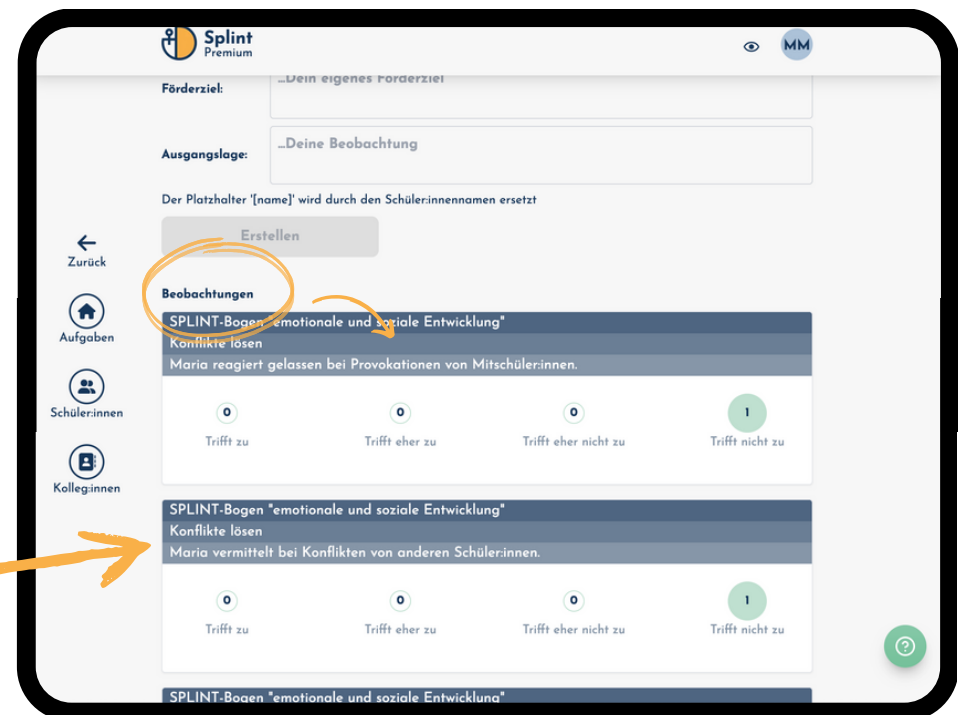 Splint
Premium
MM
Förderziel:
...Dein eigenes Förderziel
Ausgangslage:
...Deine Beobachtung
Der Platzhalter '[name]' wird durch den Schüler:innennamen ersetzt
Erstellen
Zurück
Aufgaben
Schüler:innen
Kolleg:innen
Beobachtungen
SPLINT-Bogen "emotionale und soziale Entwicklung"
Konflikte lösen
Maria reagiert gelassen bei Provokationen von Mitschüler:innen.
0 0 0 1
Trifft zu Trifft eher zu Trifft eher nicht zu Trifft nicht zu
SPLINT-Bogen "emotionale und soziale Entwicklung"
Konflikte lösen
Maria vermittelt bei Konflikten von anderen Schüler:innen.
0 0 0 1
Trifft zu Trifft eher zu Trifft eher nicht zu Trifft nicht zu
?
SPLINT-Bogen "emotionale und soziale Entwicklung"